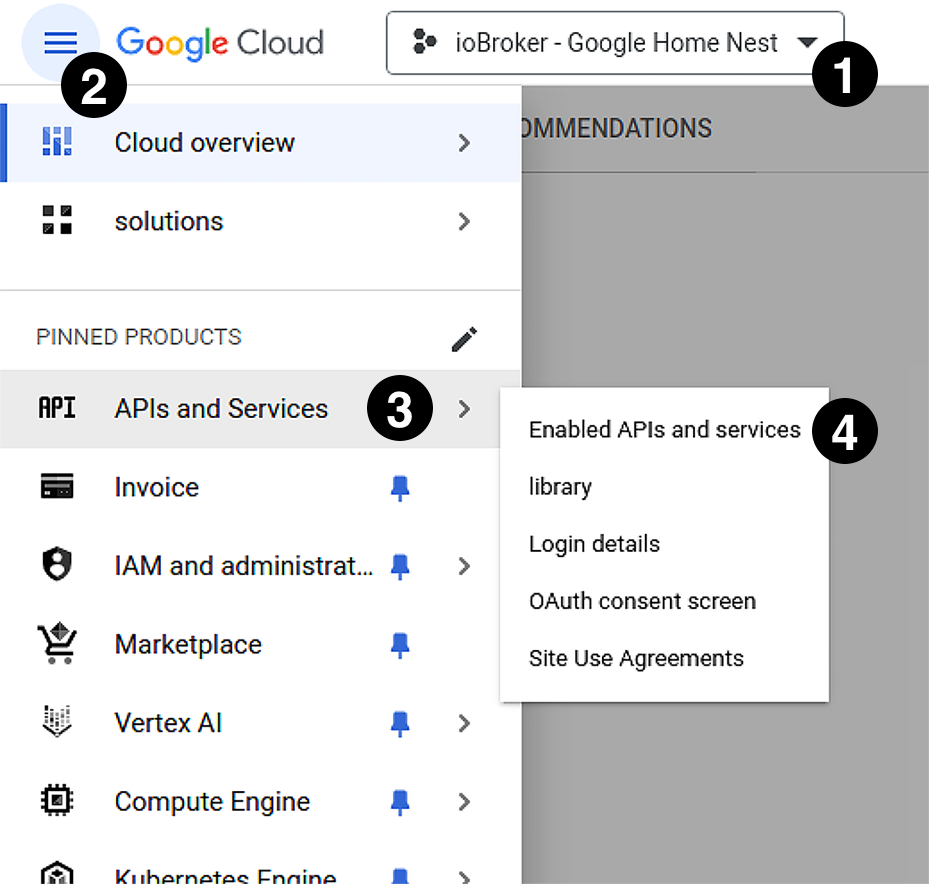 Google Cloud
ioBroker - Google Home Nest
1
2
OMMENDATIONS
Cloud overview
solutions
PINNED PRODUCTS
API
APIs and Services
3
Enabled APIs and services
4
library
Login details
OAuth consent screen
Site Use Agreements
Invoice
IAM and administrat...
Marketplace
Vertex AI
Compute Engine
Kubernetes Engine